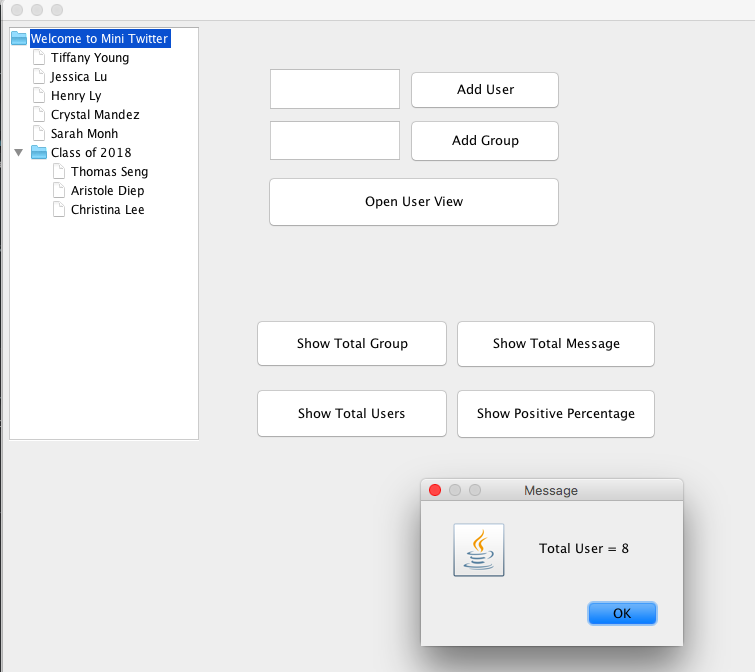 Welcome to Mini Twitter
Tiffany Young
Jessica Lu
Henry Ly
Crystal Mandez
Sarah Monh
Class of 2018
Thomas Seng
Aristole Diep
Christina Lee
Add User
Add Group
Open User View
Show Total Group
Show Total Message
Show Total Users
Show Positive Percentage
Message
Total User = 8
OK